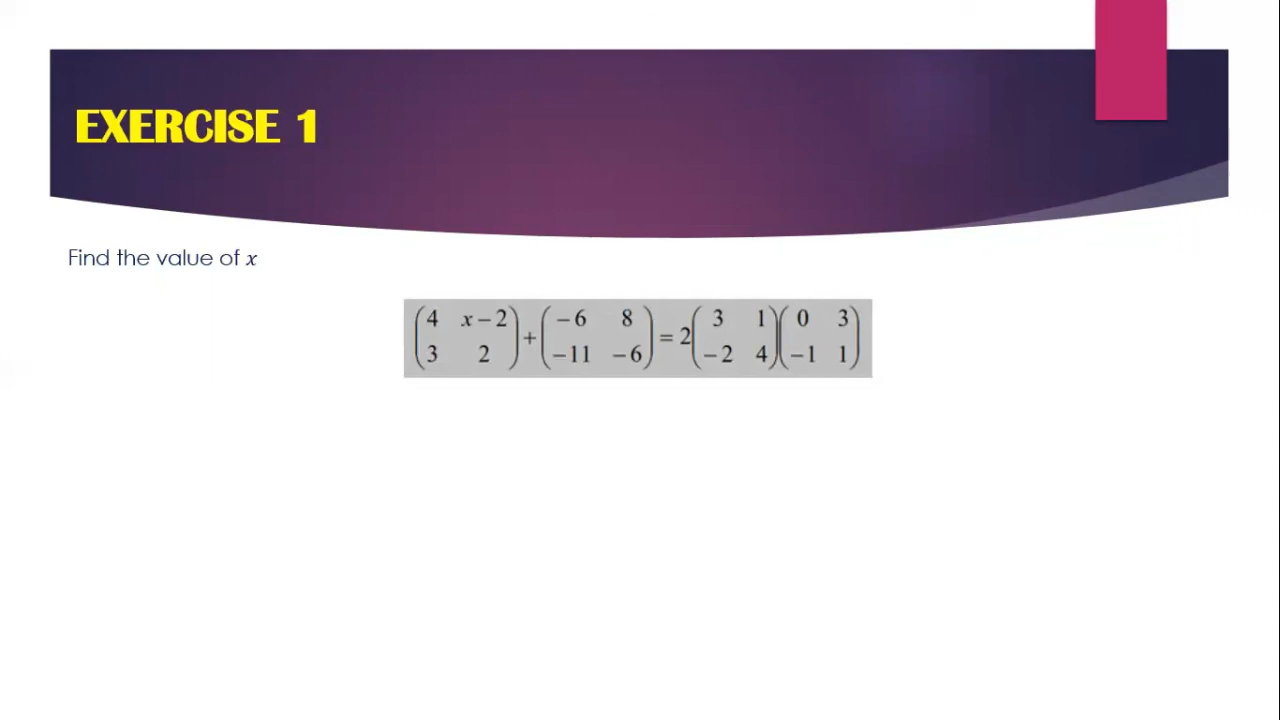 EXERCISE 1
Find the value of x
(4 x – 2) + (–6 8) = 2(3 1)(0 3)
(3 2) (–11 –6) (–2 4)(–1 1)